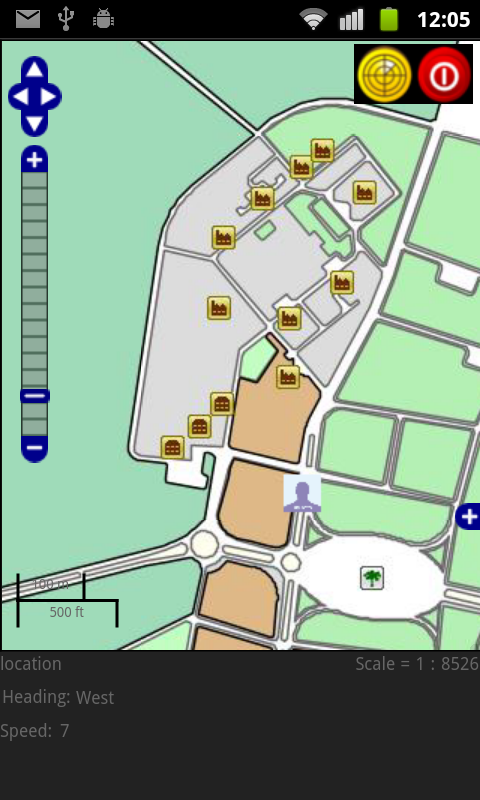 12:05
100 m
500 ft
location
Scale = 1 : 8526
Heading: West
Speed: 7